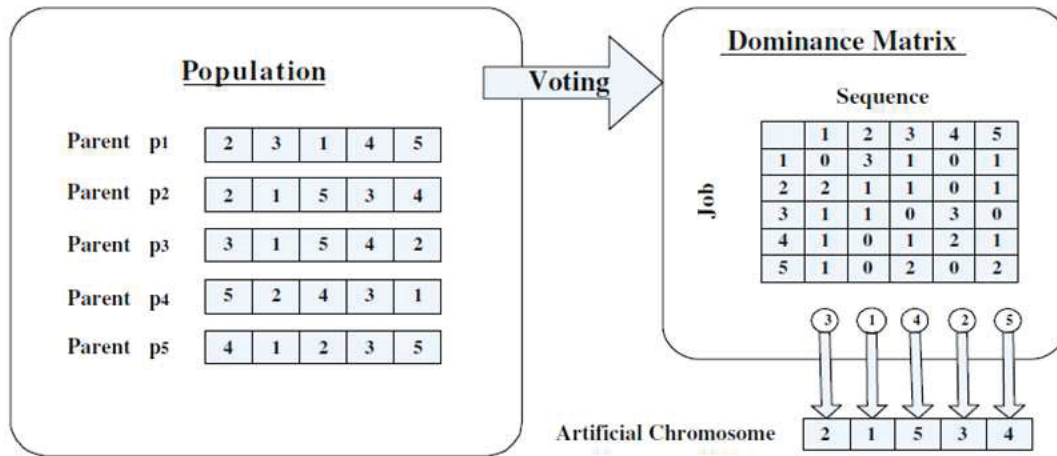 Population
Parent p1 2 3 1 4 5
Parent p2 2 1 5 3 4
Parent p3 3 1 5 4 2
Parent p4 5 2 4 3 1
Parent p5 4 1 2 3 5
Voting
Dominance Matrix
Sequence
Job
1 2 3 4 5
1 0 3 1 0 1
2 2 1 1 0 1
3 1 1 0 3 0
4 1 0 1 2 1
5 1 0 2 0 2
3 1 4 2 5
Artificial Chromosome 2 1 5 3 4